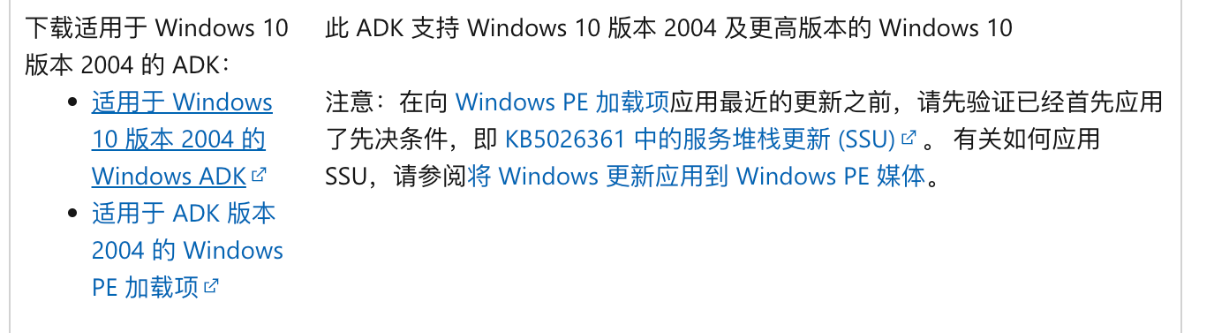 下载适用于 Windows 10
版本 2004 的 ADK:
• 适用于 Windows
10 版本 2004 的
Windows ADK
• 适用于 ADK 版本
2004 的 Windows
PE 加载项
此 ADK 支持 Windows 10 版本 2004 及更高版本的 Windows 10
注意：在向 Windows PE 加载项应用最近的更新之前，请先验证已经首先应用
了先决条件，即 KB5026361 中的服务堆栈更新 (SSU) 。 有关如何应用
SSU，请参阅将 Windows 更新应用到 Windows PE 媒体。